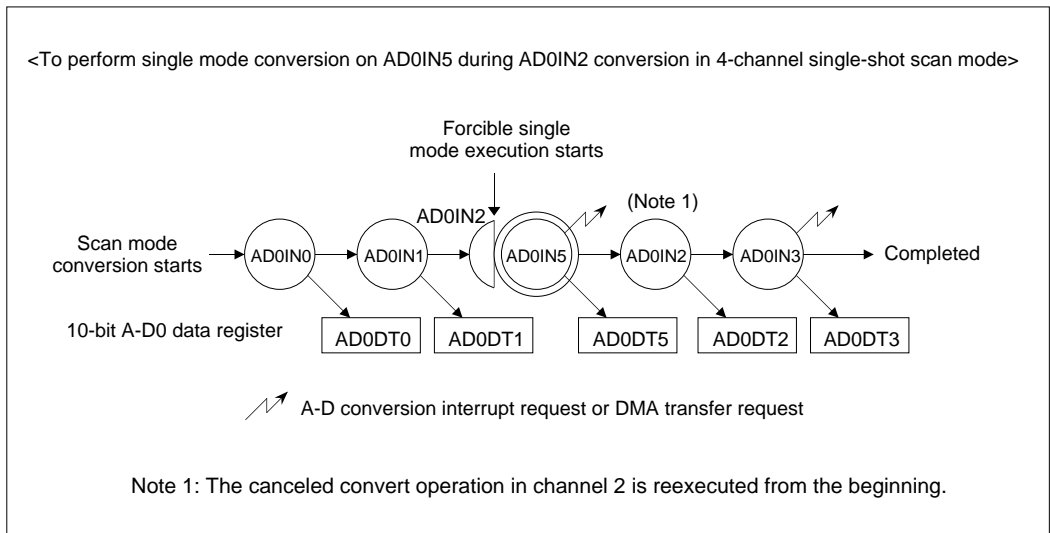 <To perform single mode conversion on AD0IN5 during AD0IN2 conversion in 4-channel single-shot scan mode>
Forcible single
mode execution starts
AD0IN2
(Note 1)
Scan mode
conversion starts
AD0IN0
AD0IN1
AD0IN5
AD0IN2
AD0IN3
Completed
10-bit A-D0 data register
AD0DT0
AD0DT1
AD0DT5
AD0DT2
AD0DT3
A-D conversion interrupt request or DMA transfer request
Note 1: The canceled convert operation in channel 2 is reexecuted from the beginning.